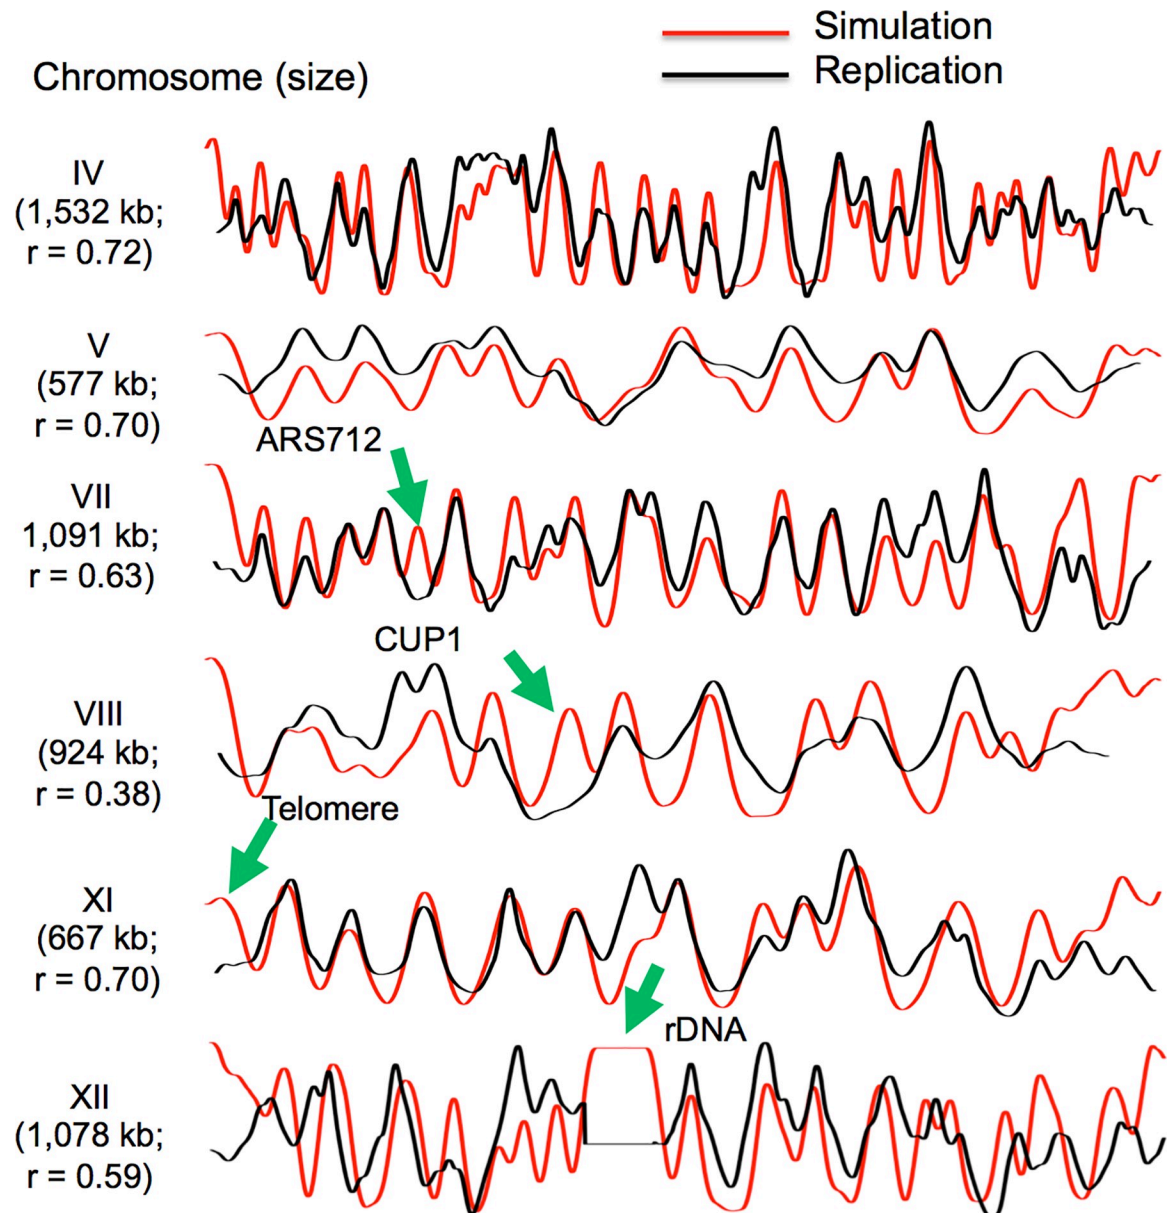 Simulation
Replication
Chromosome (size)
IV
(1,532 kb;
r = 0.72)
V
(577 kb;
r = 0.70)
ARS712
VII
1,091 kb;
r = 0.63)
CUP1
VIII
(924 kb;
r = 0.38)
Telomere
XI
(667 kb;
r = 0.70)
rDNA
XII
(1,078 kb;
r = 0.59)